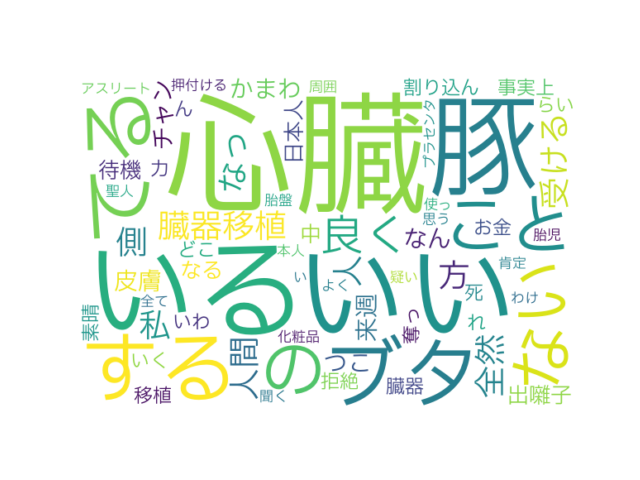 アスリート
押付ける
かまわ
周囲
割り込ん
事実上
てる
心臓
豚
チャン
ん
日本人
プラセンタ
らい
受ける
待機
力
なっ
聖人
胎盤
使っ
思う
こと
臓器移植
良く
中
なん
お金
胎児
側
どこ
本人
人
方
ない
皮膚
なる
いる
いい
い
疑い
よく
来週
奪っ
死
れ
肯定
わけ
素晴
全て
私
いわ
する
人間
の
化粧品
つこ
ブタ
全然
いく
移植
聞く
拒絶
臓器
出囃子